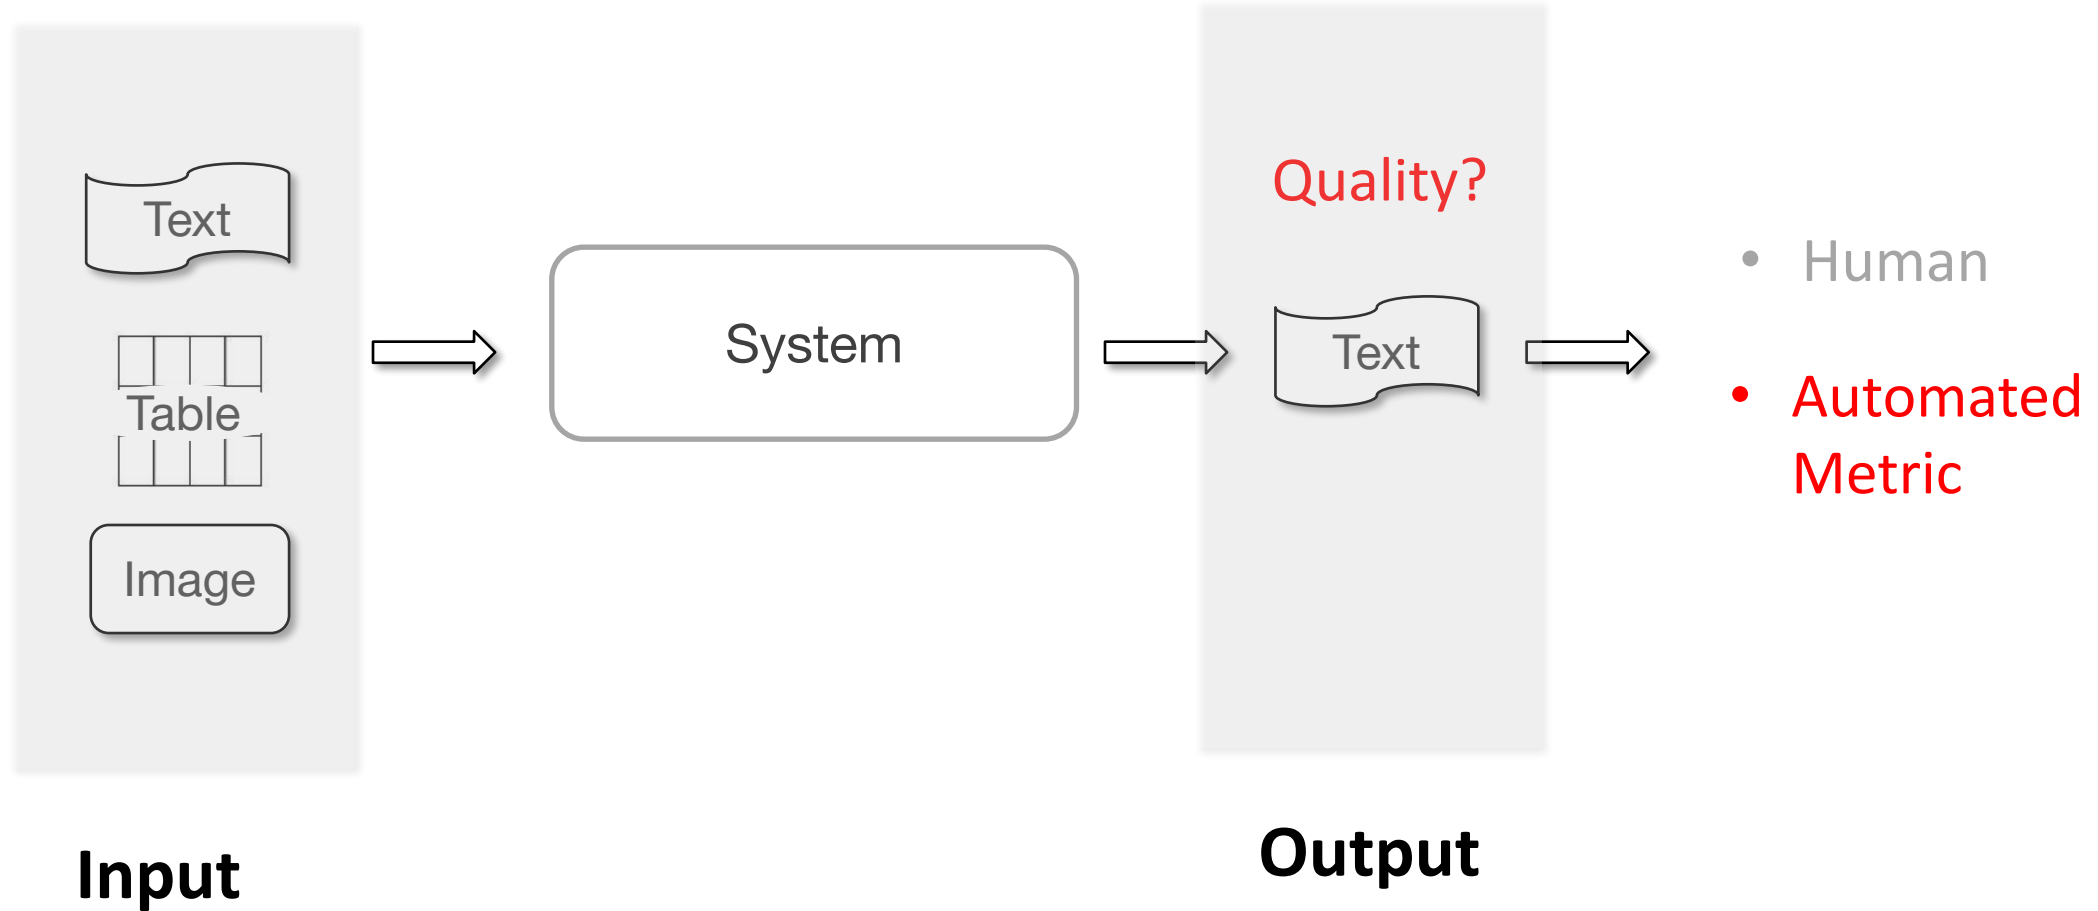 Text
Table
Image
Input
System
Quality?
Text
Output
• Human
• Automated
Metric